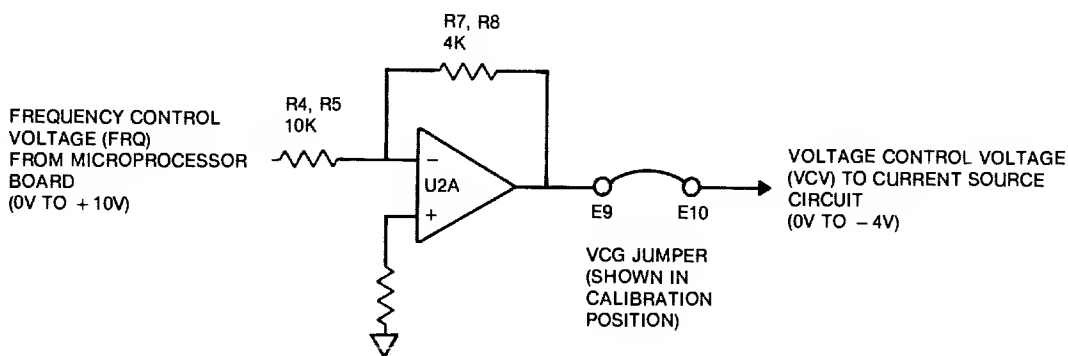 R7, R8
4K
FREQUENCY CONTROL
VOLTAGE (FRQ)
FROM MICROPROCESSOR
BOARD
(0V TO + 10V)
R4, R5
10K
−
U2A
+
E9
E10
VOLTAGE CONTROL VOLTAGE
(VCV) TO CURRENT SOURCE
CIRCUIT
(0V TO − 4V)
VCG JUMPER
(SHOWN IN
CALIBRATION
POSITION)